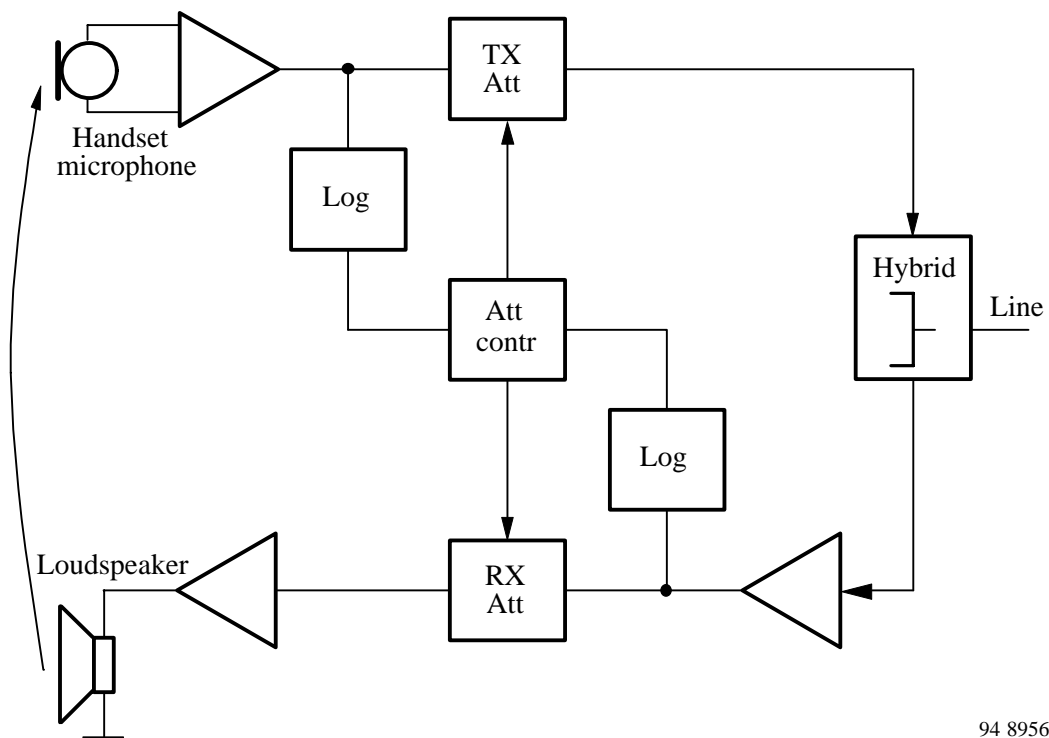 TX
Att
Handset
microphone
Log
Hybrid
Line
Att
contr
Log
Loudspeaker
RX
Att
94 8956